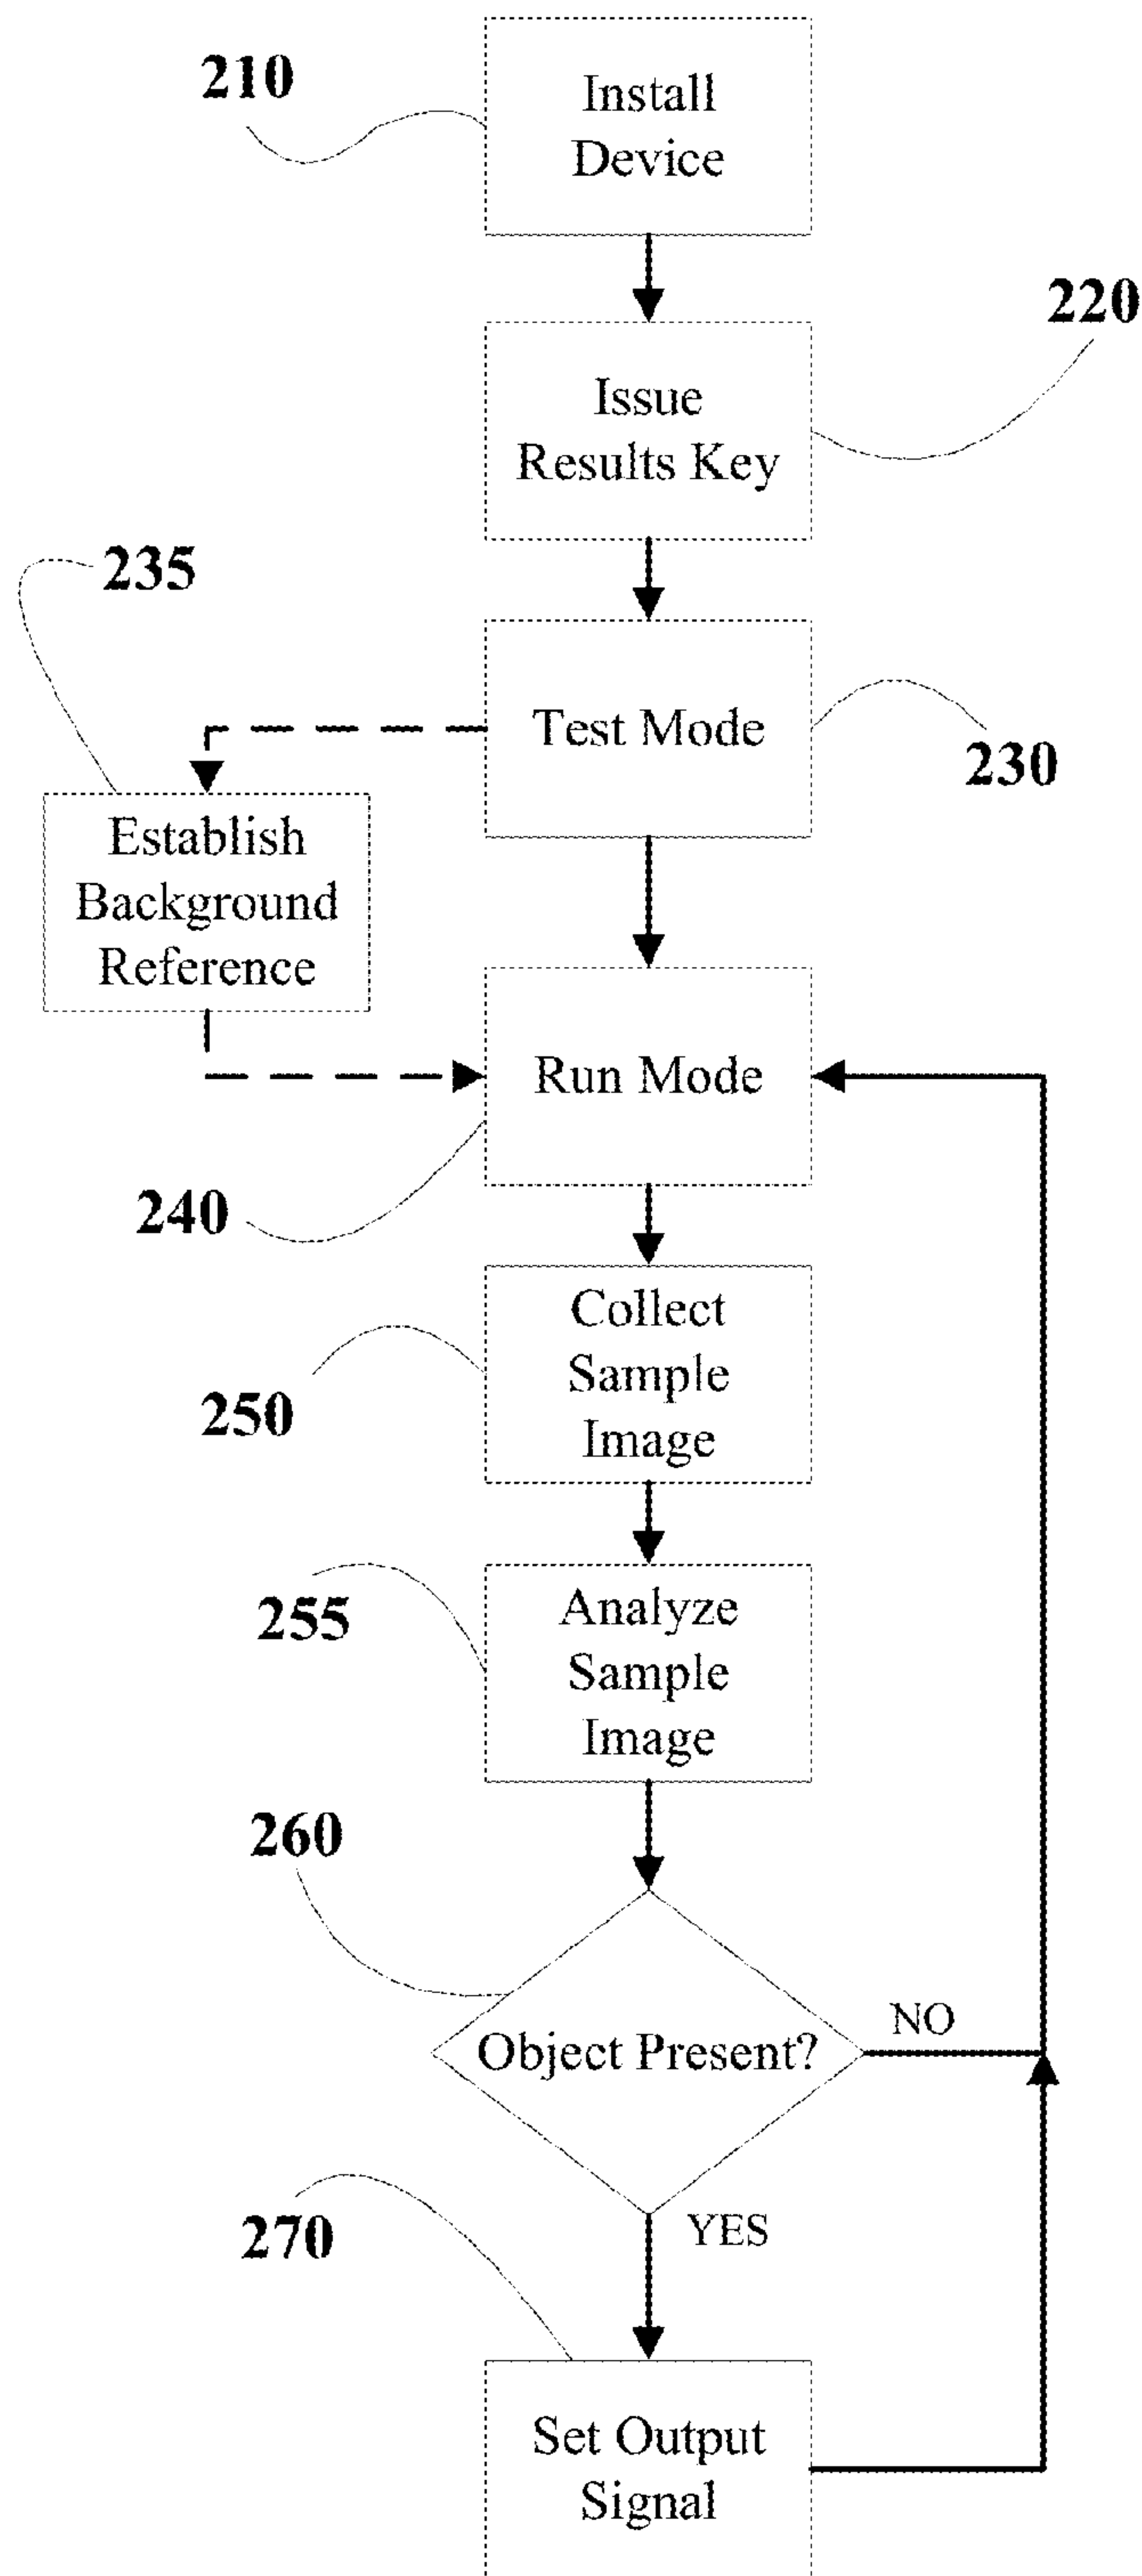 210
Install
Device
220
Issue
Results Key
235
Test Mode
230
Establish
Background
Reference
Run Mode
240
Collect
Sample
Image
250
Analyze
Sample
Image
255
260
Object Present?
NO
YES
270
Set Output
Signal